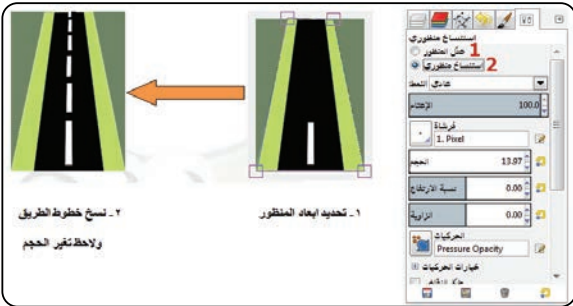 استنساخ منظوري
عدّل المنظور 1
استنساخ منظوري 2
النمط عادي
الإعتام 100.0
فرشاة
1. Pixel
الحجم 13.97
نسبة الارتفاع 0.00
الزاوية 0.00
الحركيات
Pressure Opacity
خيارات الحركيات
١ ـ تحديد ابعاد المنظور
٢ ـ نسخ خطوط الطريق
ولاحظ تغير الحجم